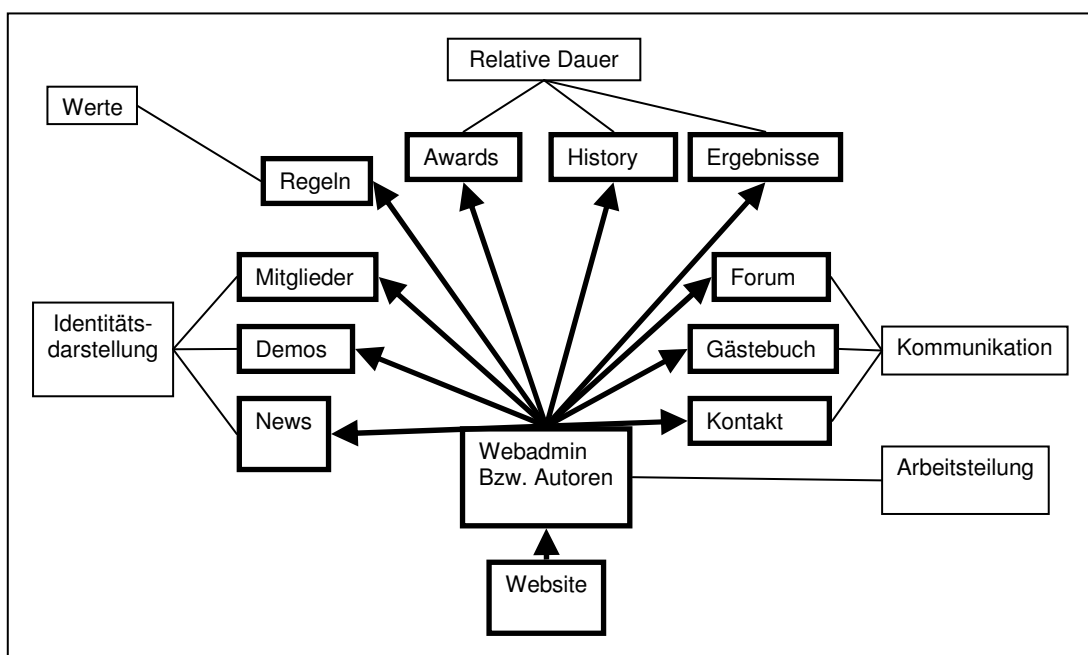 Relative Dauer
Werte
Awards
History
Ergebnisse
Regeln
Mitglieder
Forum
Identitäts-
darstellung
Demos
Gästebuch
Kommunikation
News
Kontakt
Webadmin
Bzw. Autoren
Arbeitsteilung
Website